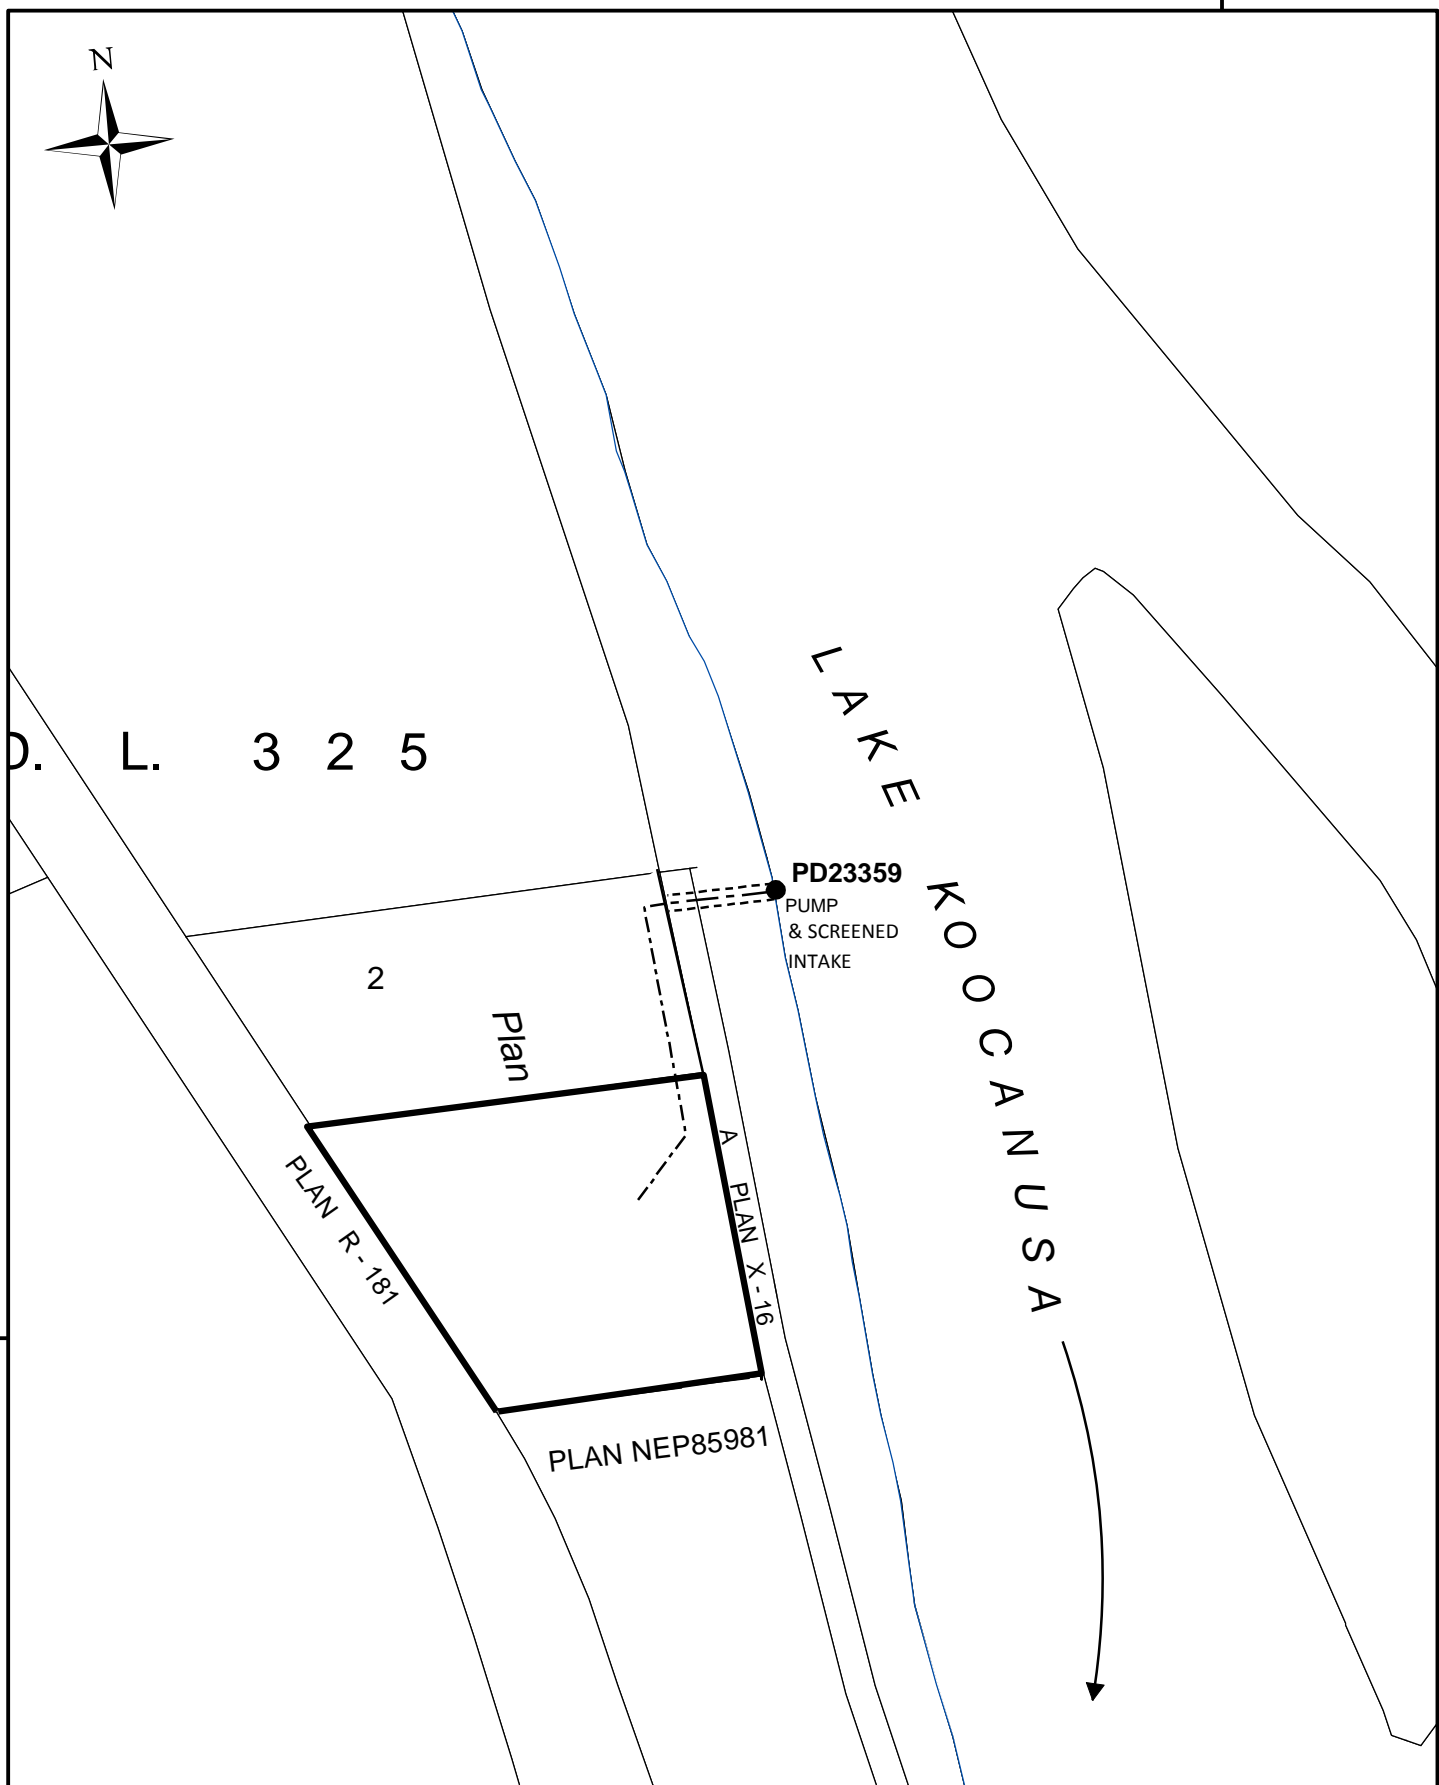 N
D. L. 3 2 5
LAKE KOOCANUSA
PD23359
PUMP
& SCREENED
INTAKE
2
Plan
A PLAN X - 16
PLAN R - 181
PLAN NEP85981